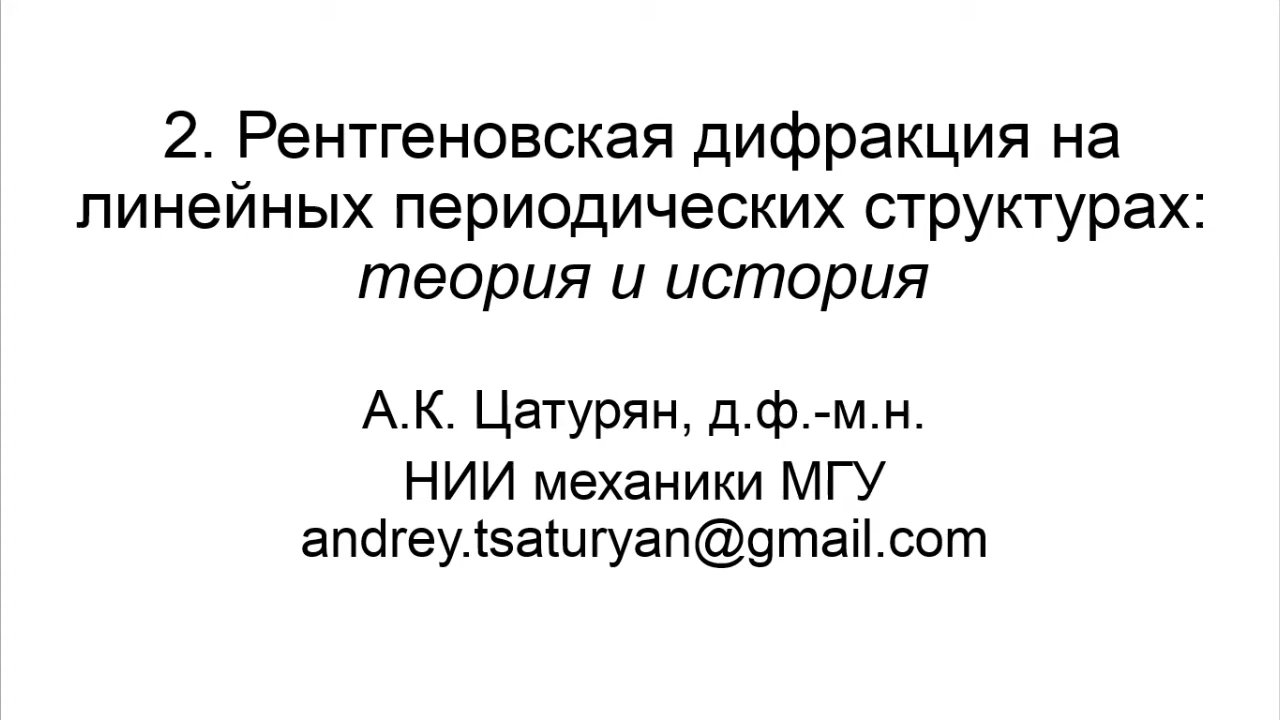 2. Рентгеновская дифракция на
линейных периодических структурах:
теория и история
А.К. Цатурян, д.ф.-м.н.
НИИ механики МГУ
andrey.tsaturyan@gmail.com